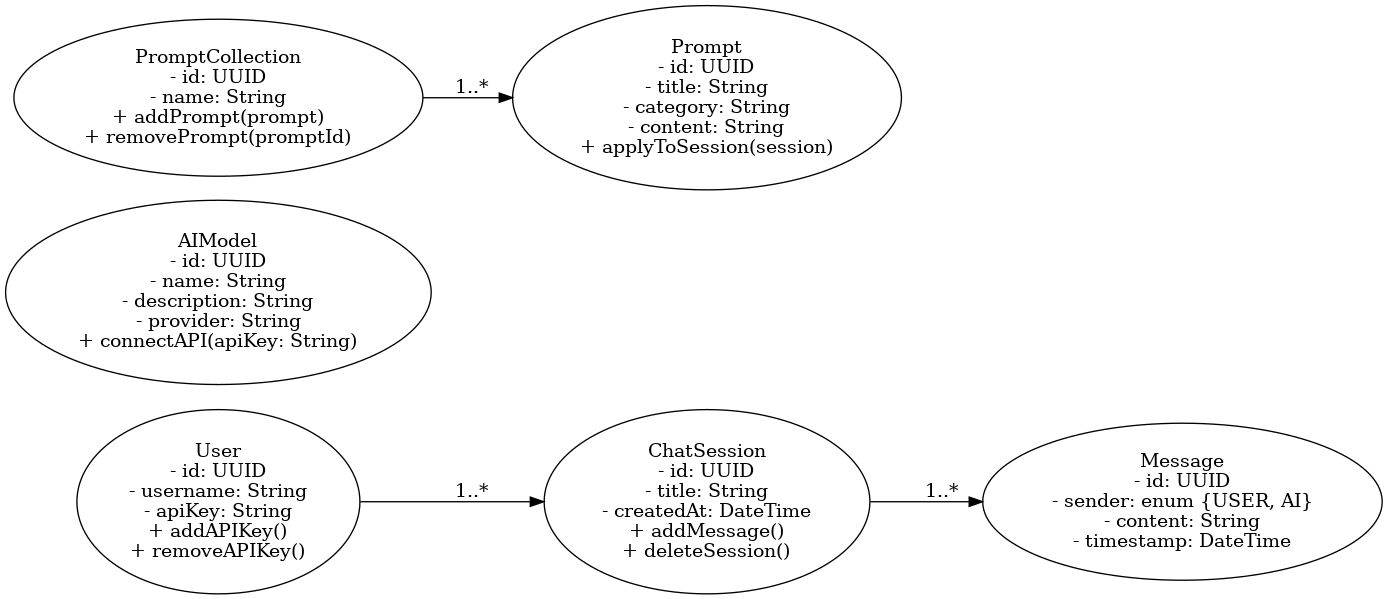 PromptCollection
- id: UUID
- name: String
+ addPrompt(prompt)
+ removePrompt(promptId)
1..*
Prompt
- id: UUID
- title: String
- category: String
- content: String
+ applyToSession(session)
AIModel
- id: UUID
- name: String
- description: String
- provider: String
+ connectAPI(apiKey: String)
User
- id: UUID
- username: String
- apiKey: String
+ addAPIKey()
+ removeAPIKey()
1..*
ChatSession
- id: UUID
- title: String
- createdAt: DateTime
+ addMessage()
+ deleteSession()
1..*
Message
- id: UUID
- sender: enum {USER, AI}
- content: String
- timestamp: DateTime